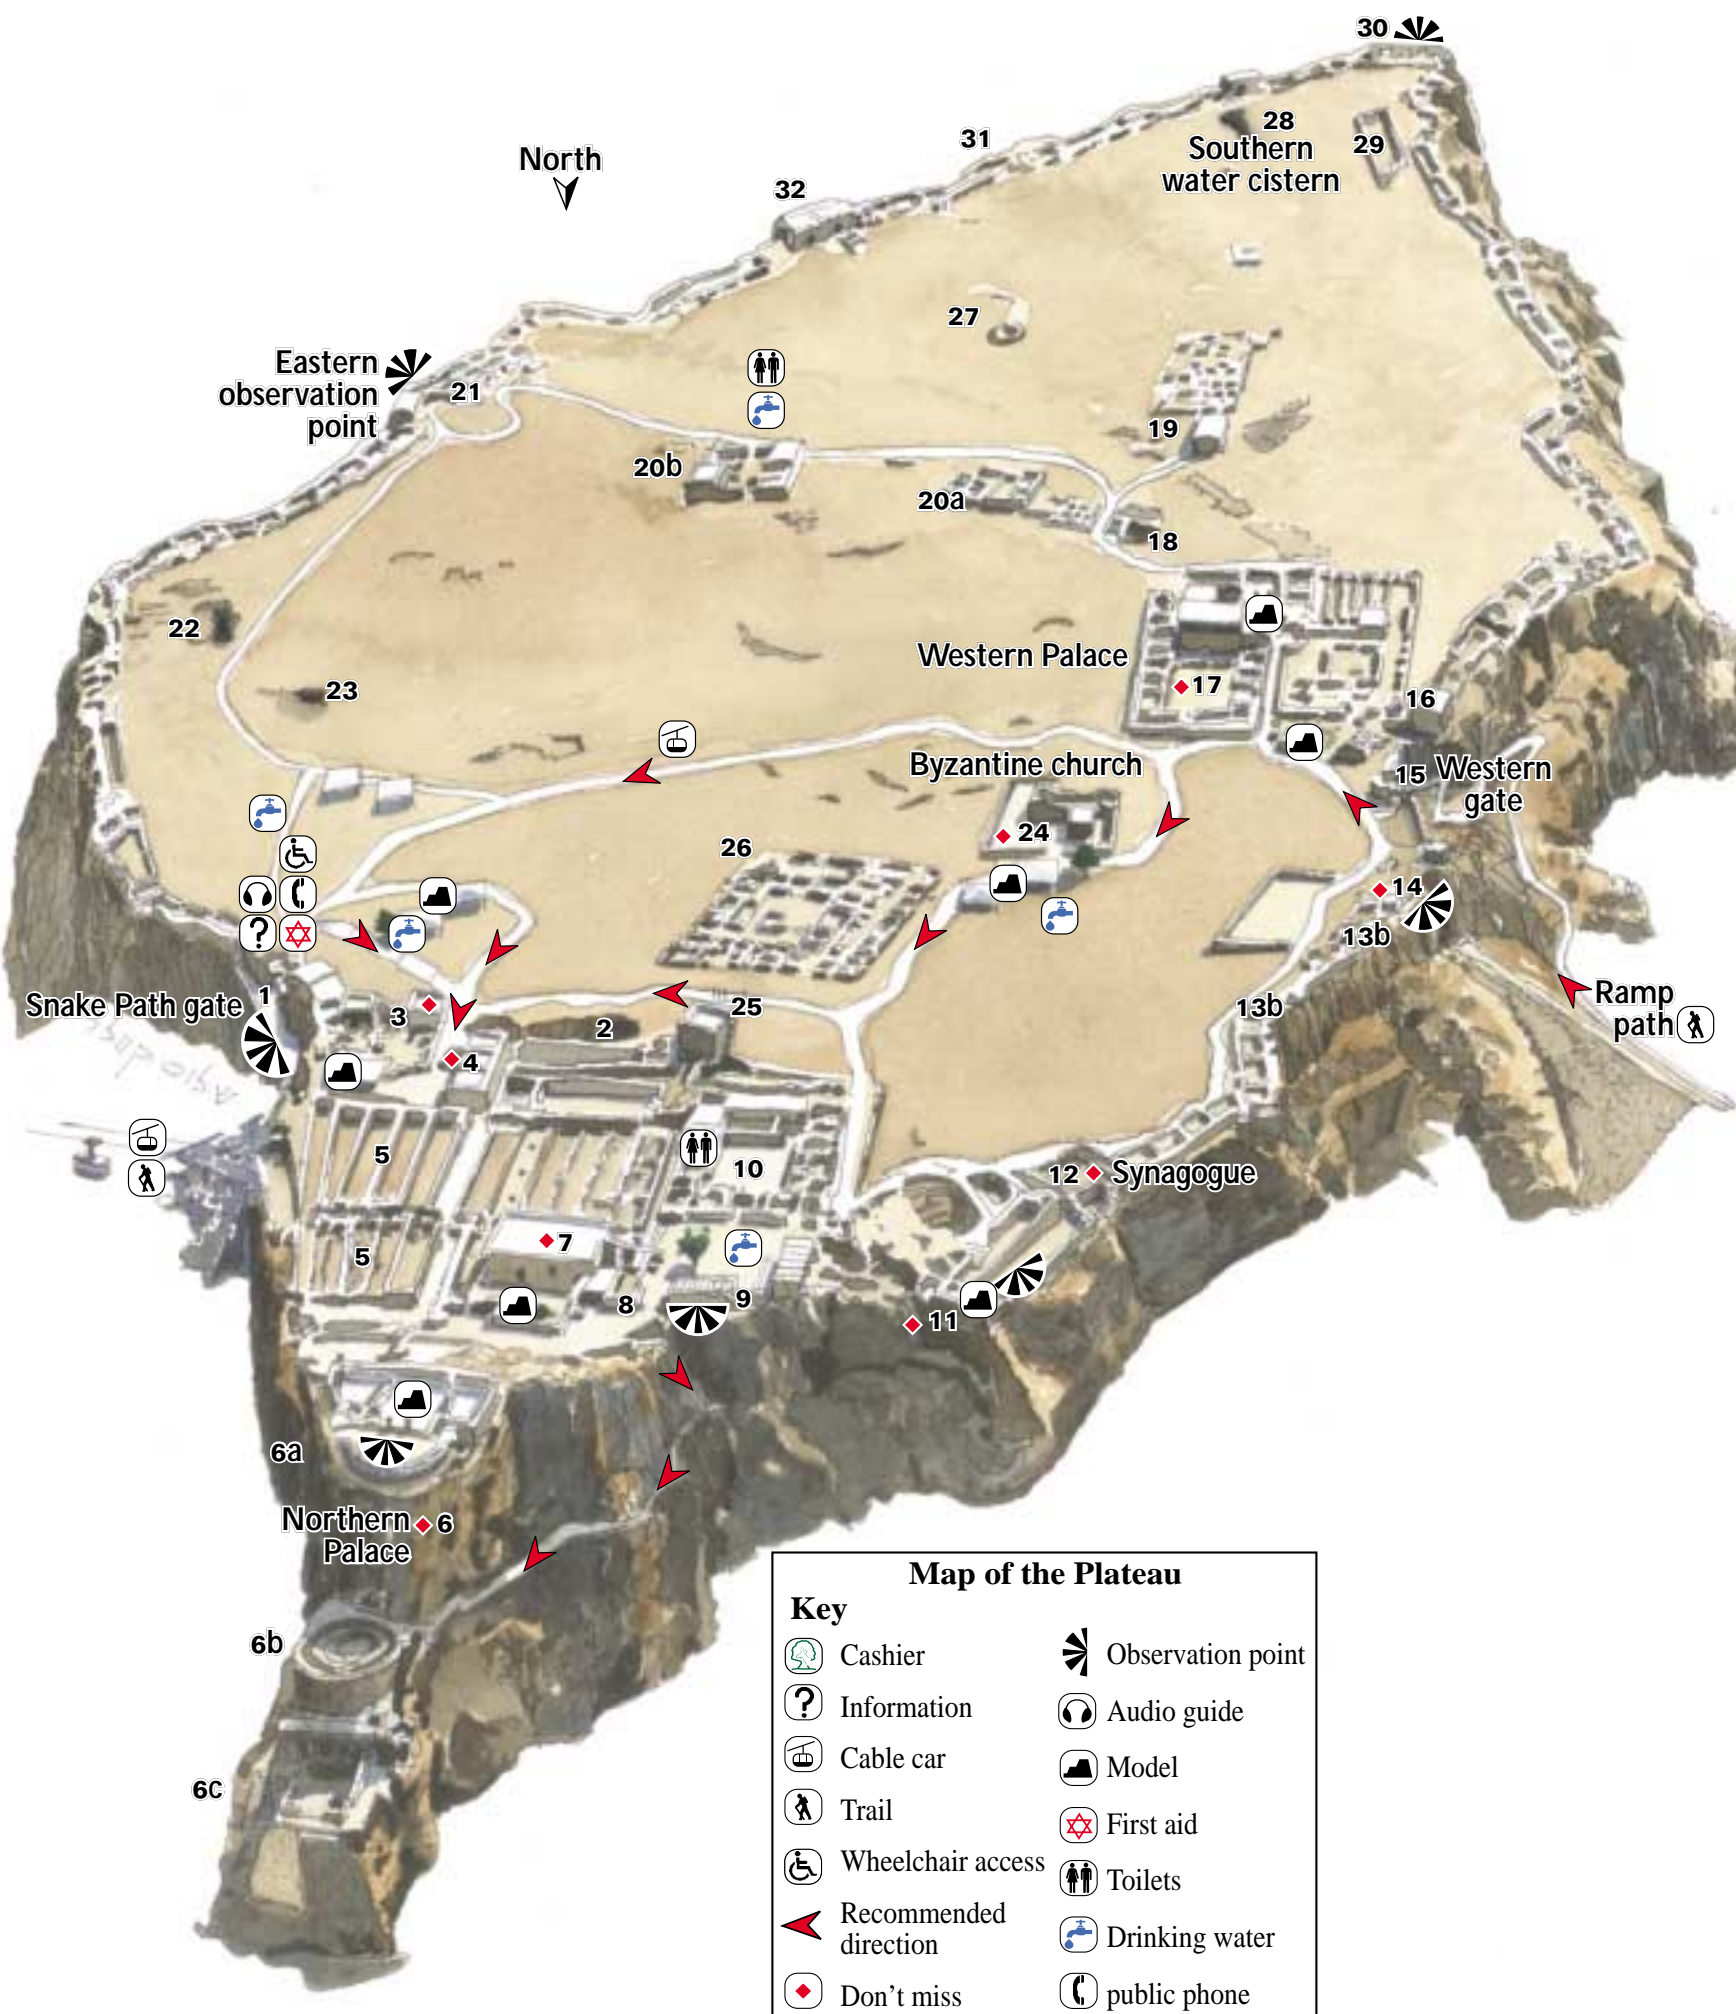 30
28
Southern
water cistern
29
31
North
32
27
Eastern
observation
point
21
19
20b
20a
18
22
23
Western Palace
17
16
Byzantine church
15
Western
gate
24
26
14
13b
Snake Path gate
1
3
2
25
13b
Ramp
path
4
5
10
12
Synagogue
5
7
8
9
11
6a
Northern
Palace
6
6b
6c
Map of the Plateau
Key
Cashier
Observation point
Information
Audio guide
Cable car
Model
Trail
First aid
Wheelchair access
Toilets
Recommended
direction
Drinking water
Don't miss
public phone